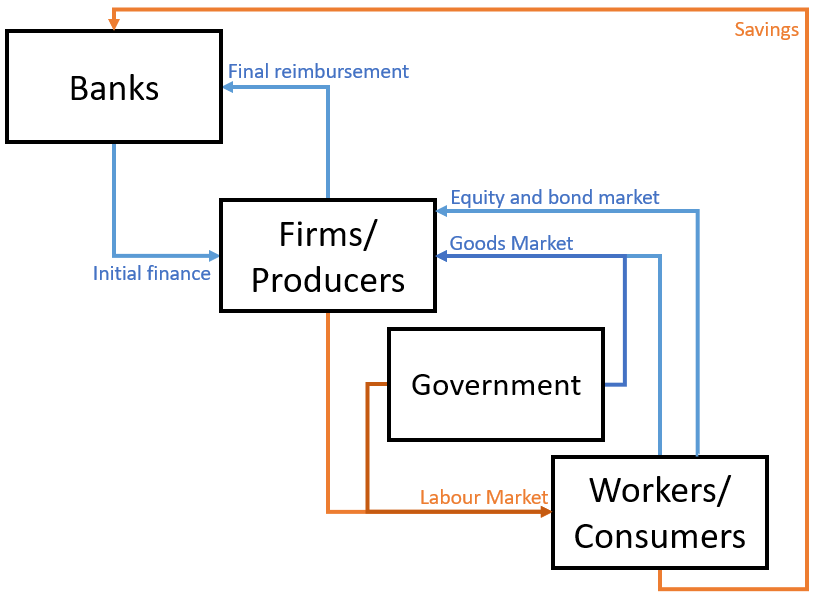 Savings
Banks
Final reimbursement
Equity and bond market
Firms/
Producers
Goods Market
Initial finance
Government
Labour Market
Workers/
Consumers